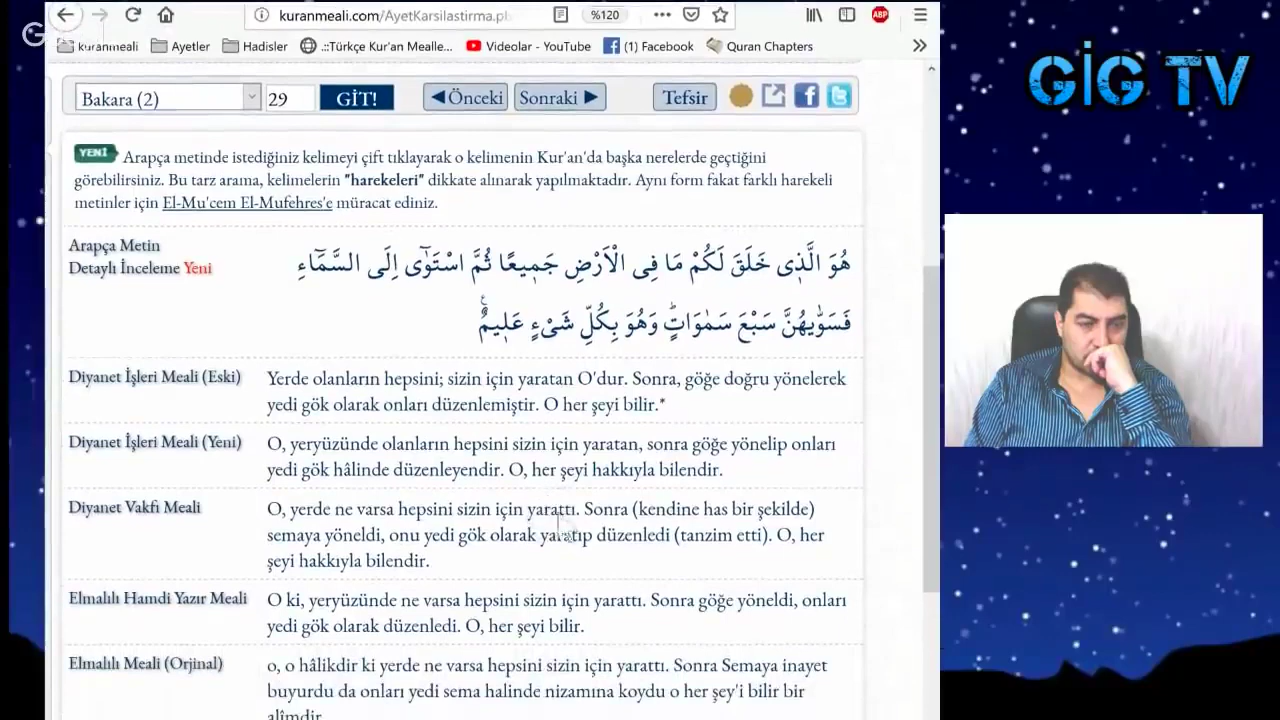 kuranmeali.com/AyetKarsilastirma.p
%120
ABP
kuranmeali
Ayetler
Hadisler
.::Türkçe Kur'an Mealle...
Videolar - YouTube
(1) Facebook
Quran Chapters
GİG TV
Bakara (2)
29
GİT!
◄Önceki
Sonraki ►
Tefsir
YENİ Arapça metinde istediğiniz kelimeyi çift tıklayarak o kelimenin Kur'an'da başka nerelerde geçtiğini
görebilirsiniz. Bu tarz arama, kelimelerin "harekeleri" dikkate alınarak yapılmaktadır. Aynı form fakat farklı harekeli
metinler için El-Mu'cem El-Mufehres'e müracat ediniz.
Arapça Metin
Detaylı İnceleme Yeni
هُوَ الَّذ۪ى خَلَقَ لَكُمْ مَا فِى الْاَرْضِ جَم۪يعًا ثُمَّ اسْتَوٰٓى اِلَى السَّمَٓاءِ
فَسَوّٰيهُنَّ سَبْعَ سَمٰوَاتٍۜ وَهُوَ بِكُلِّ شَىْءٍ عَل۪يمٌ۟
Diyanet İşleri Meali (Eski)
Yerde olanların hepsini; sizin için yaratan O'dur. Sonra, göğe doğru yönelerek
yedi gök olarak onları düzenlemiştir. O her şeyi bilir.*
Diyanet İşleri Meali (Yeni)
O, yeryüzünde olanların hepsini sizin için yaratan, sonra göğe yönelip onları
yedi gök hâlinde düzenleyendir. O, her şeyi hakkıyla bilendir.
Diyanet Vakfı Meali
O, yerde ne varsa hepsini sizin için yarattı. Sonra (kendine has bir şekilde)
semaya yöneldi, onu yedi gök olarak yaratıp düzenledi (tanzim etti). O, her
şeyi hakkıyla bilendir.
Elmalılı Hamdi Yazır Meali
O ki, yeryüzünde ne varsa hepsini sizin için yarattı. Sonra göğe yöneldi, onları
yedi gök olarak düzenledi. O, her şeyi bilir.
Elmalılı Meali (Orjinal)
o, o hâlikdir ki yerde ne varsa hepsini sizin için yarattı. Sonra Semaya inayet
buyurdu da onları yedi sema halinde nizamına koydu o her şey'i bilir bir
alîmdir